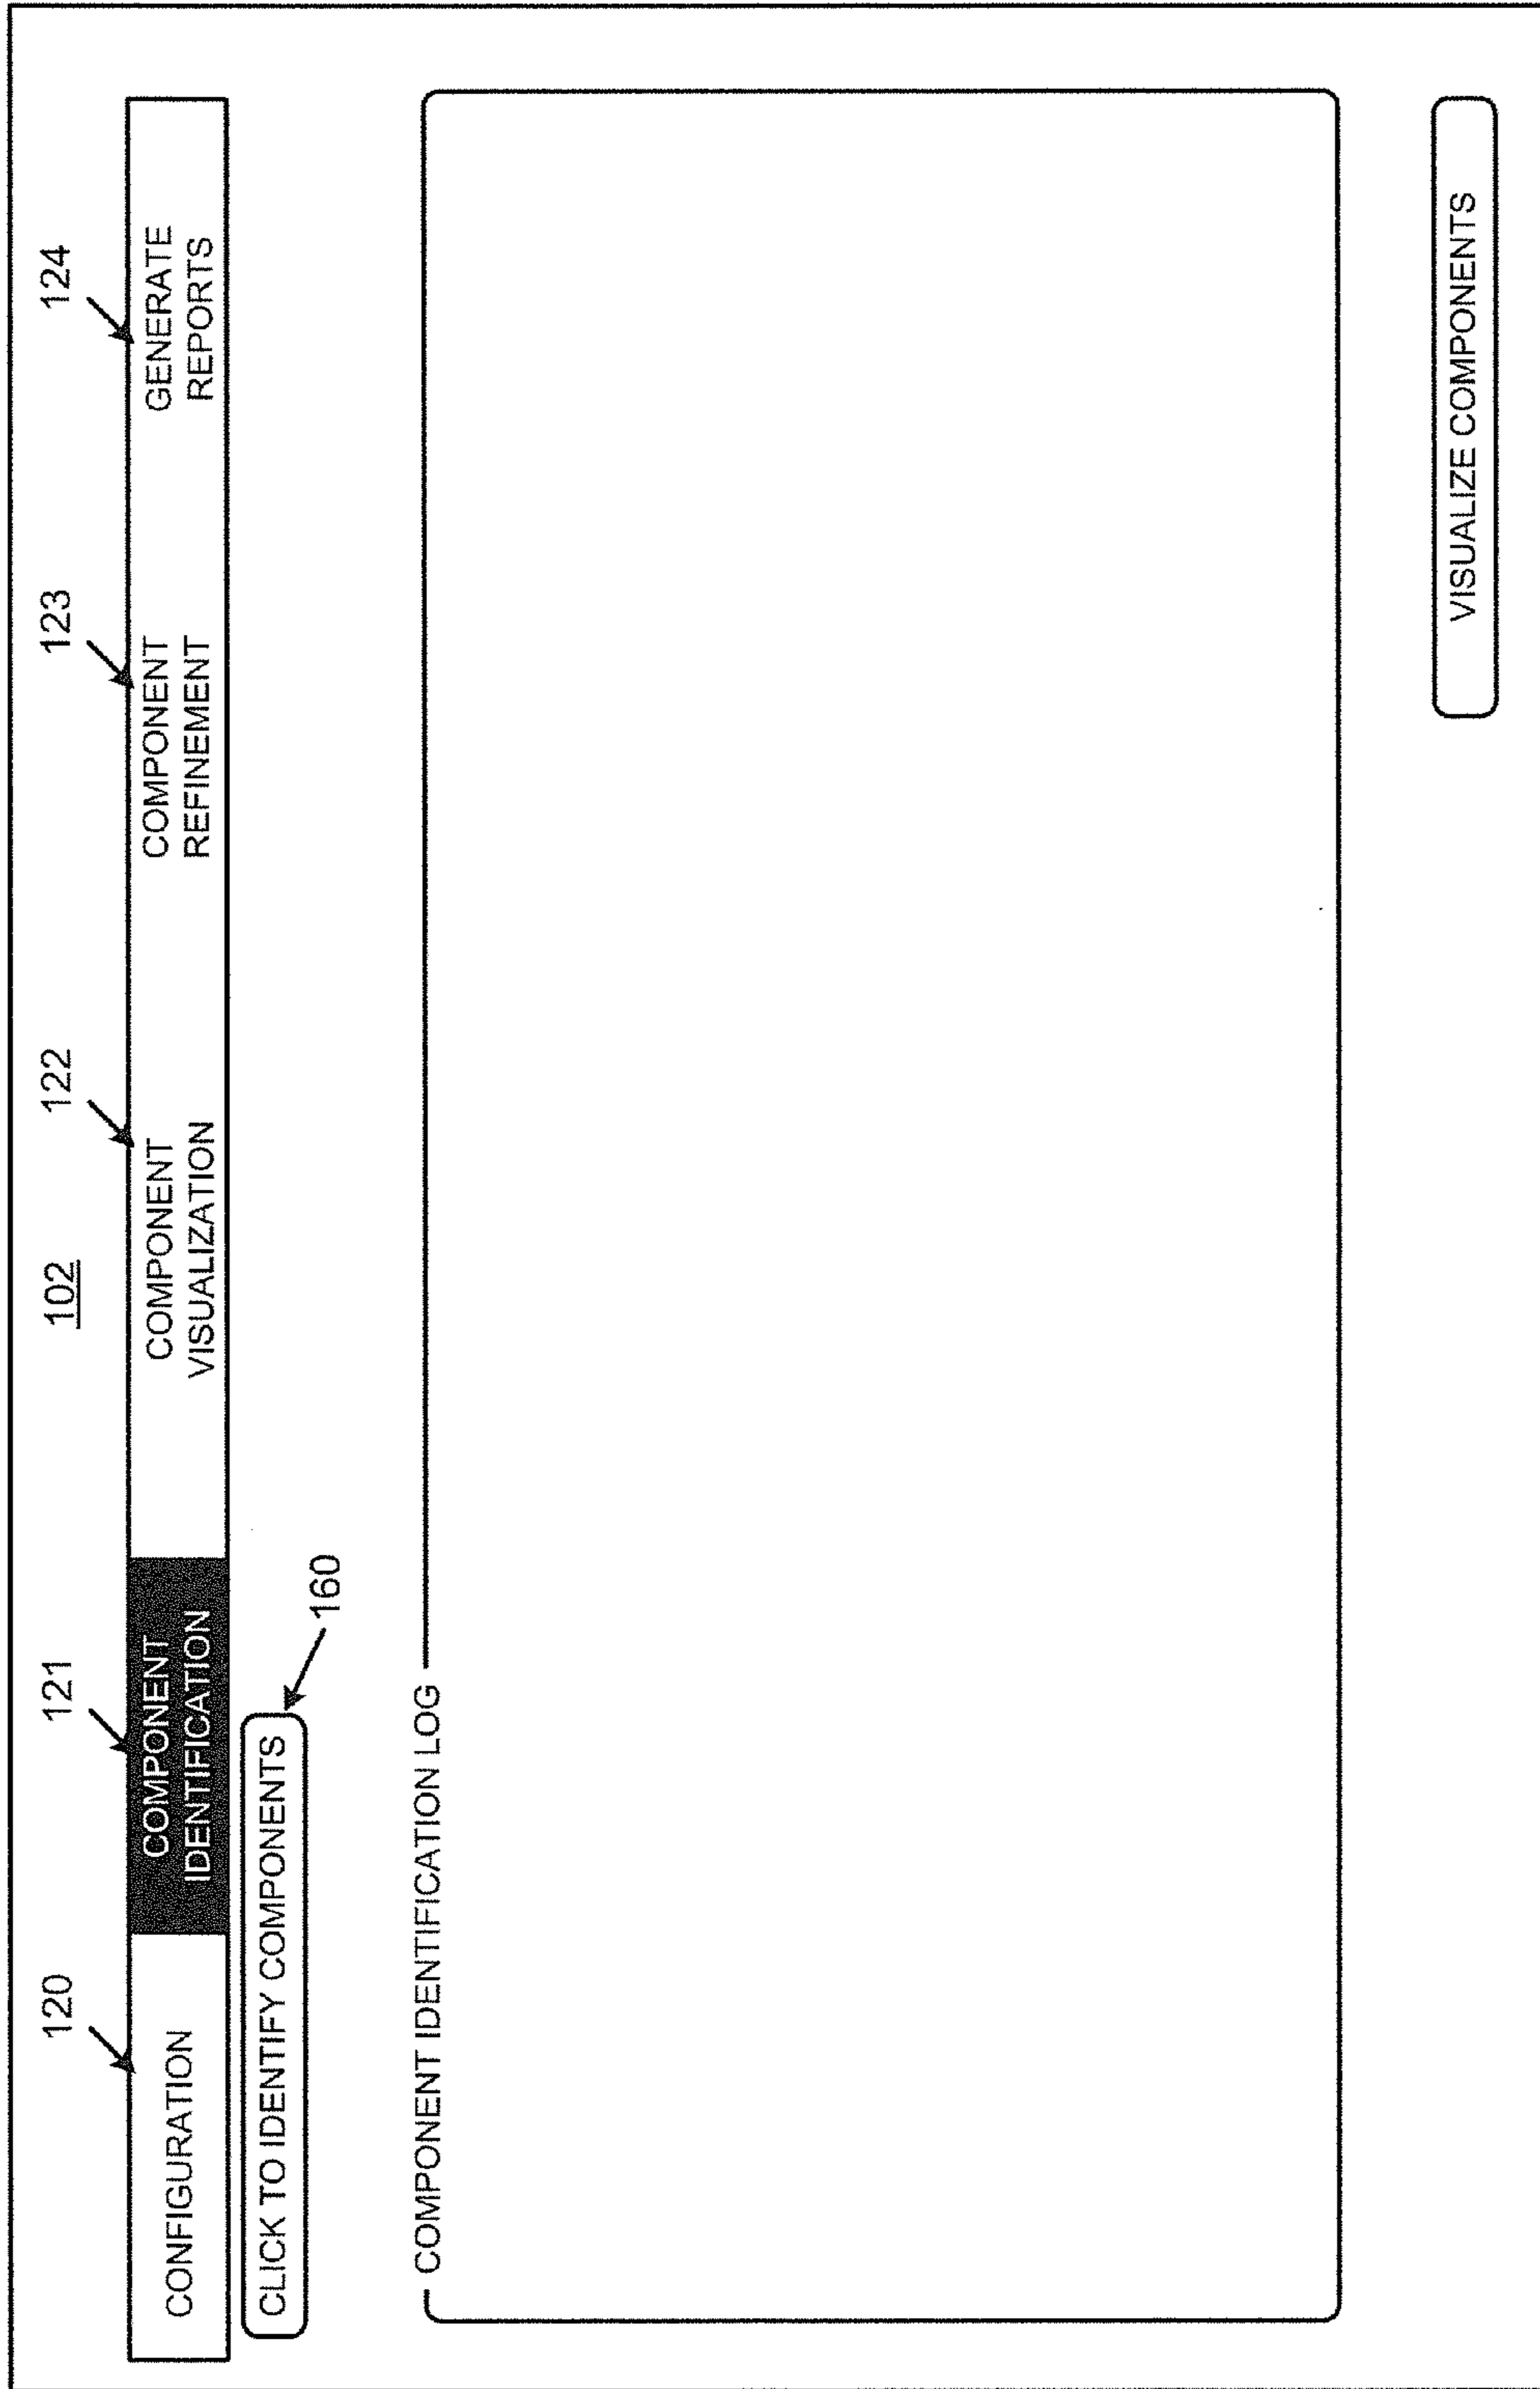 102
120
121
122
123
124
CONFIGURATION
COMPONENT
IDENTIFICATION
COMPONENT
VISUALIZATION
COMPONENT
REFINEMENT
GENERATE
REPORTS
CLICK TO IDENTIFY COMPONENTS
160
COMPONENT IDENTIFICATION LOG
VISUALIZE COMPONENTS